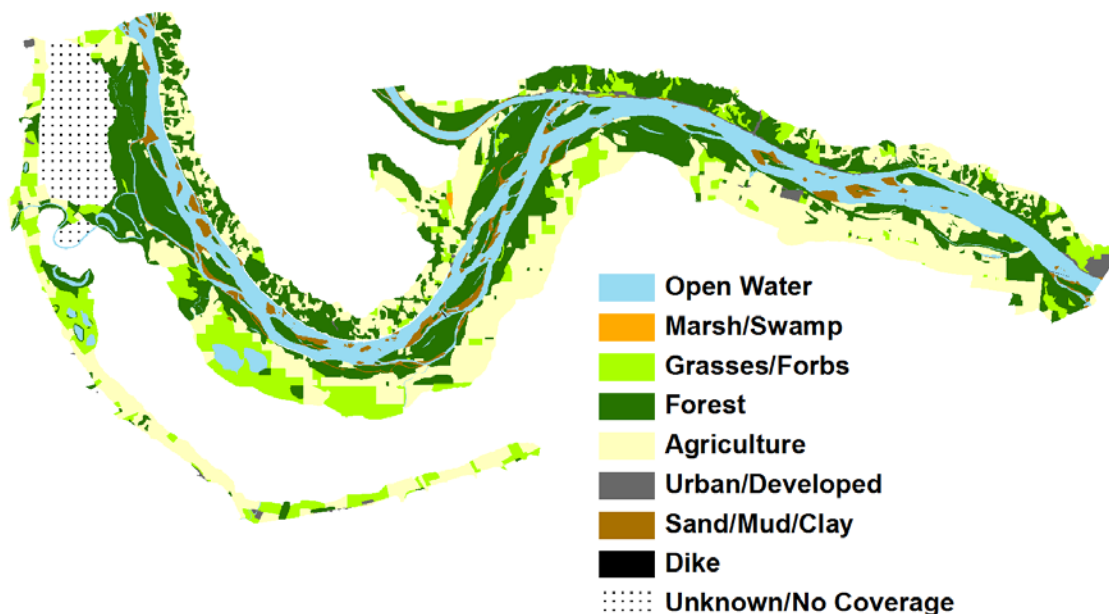 Open Water
Marsh/Swamp
Grasses/Forbs
Forest
Agriculture
Urban/Developed
Sand/Mud/Clay
Dike
Unknown/No Coverage